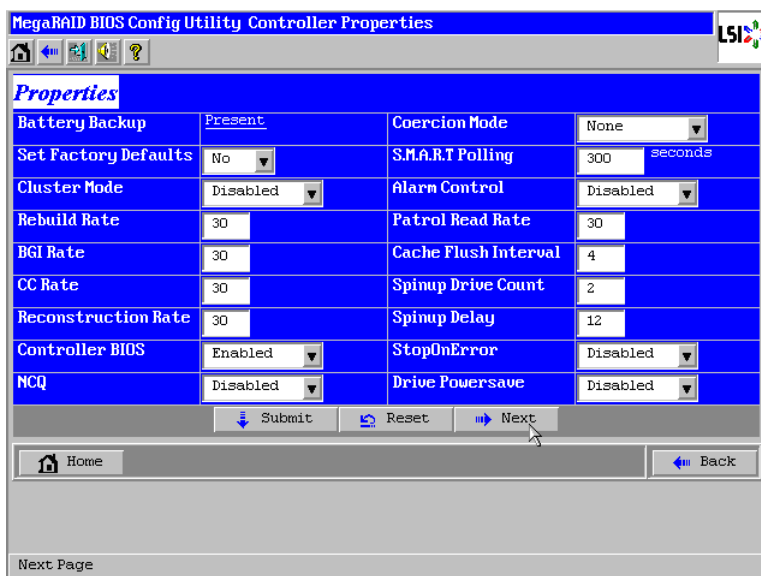 MegaRAID BIOS Config Utility Controller Properties
LSI
Properties
Battery Backup Present Coercion Mode None
Set Factory Defaults No S.M.A.R.T Polling 300 seconds
Cluster Mode Disabled Alarm Control Disabled
Rebuild Rate 30 Patrol Read Rate 30
BGI Rate 30 Cache Flush Interval 4
CC Rate 30 Spinup Drive Count 2
Reconstruction Rate 30 Spinup Delay 12
Controller BIOS Enabled StopOnError Disabled
NCQ Disabled Drive Powersave Disabled
Submit Reset Next
Home Back
Next Page